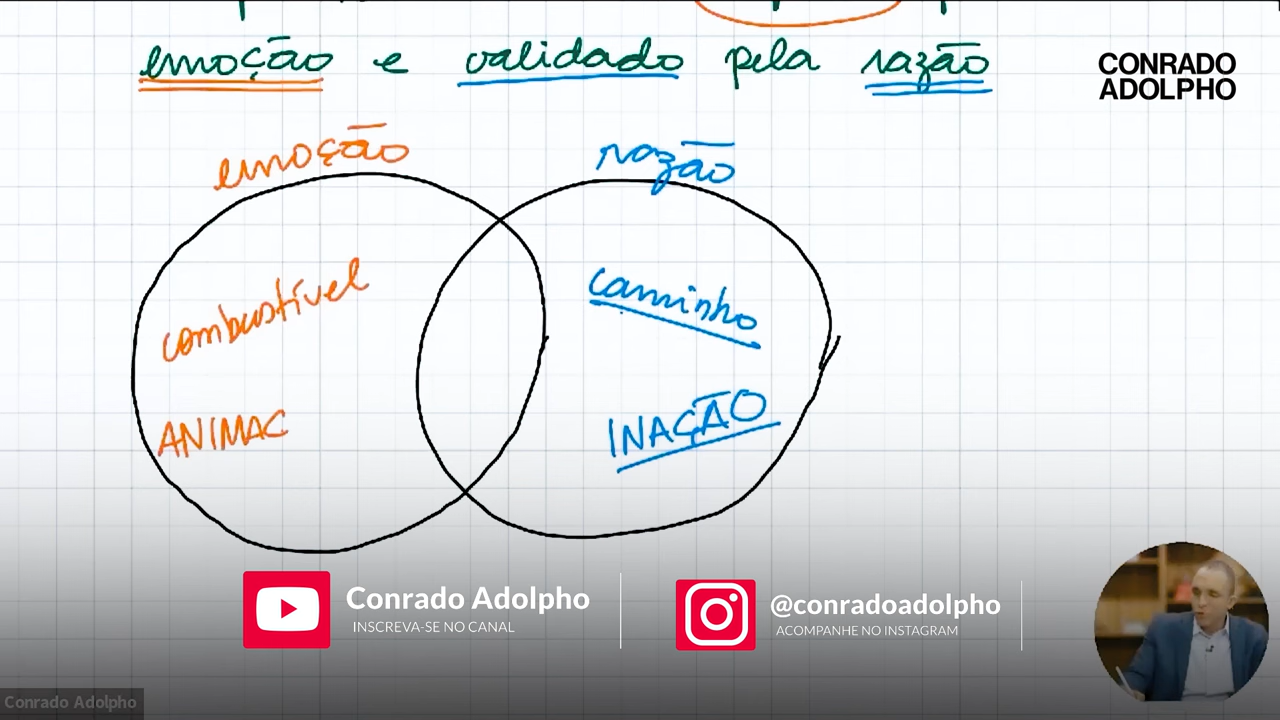 emoção e validado pela razão
CONRADO
ADOLPHO
emoção
razão
combustível
caminho
ANIMAC
INAÇÃO
Conrado Adolpho
INSCREVA-SE NO CANAL
@conradoadolpho
ACOMPANHE NO INSTAGRAM
Conrado Adolpho